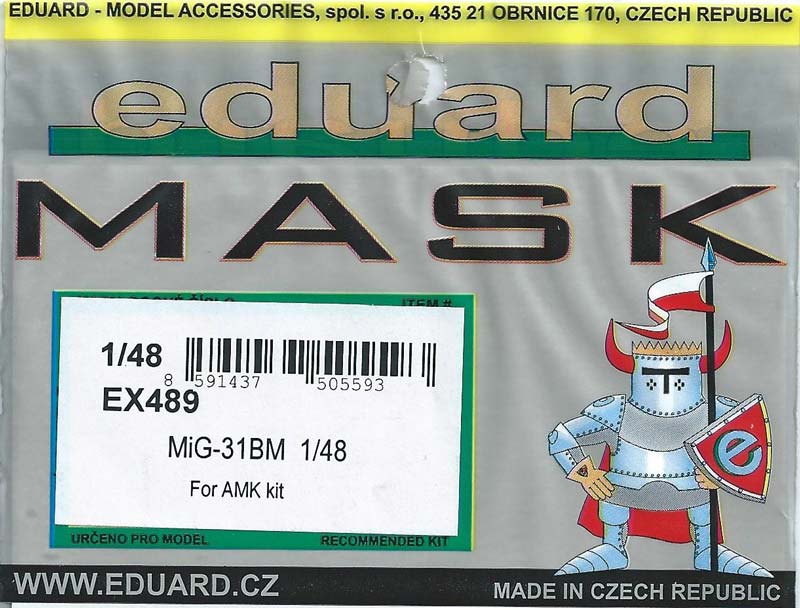 EDUARD - MODEL ACCESSORIES, spol. s r.o., 435 21 OBRNICE 170, CZECH REPUBLIC
eduard
MASK
ITEM #
1/48
8 591437 505593
EX489
MiG-31BM 1/48
For AMK kit
e
URČENO PRO MODEL RECOMMENDED KIT
WWW.EDUARD.CZ MADE IN CZECH REPUBLIC